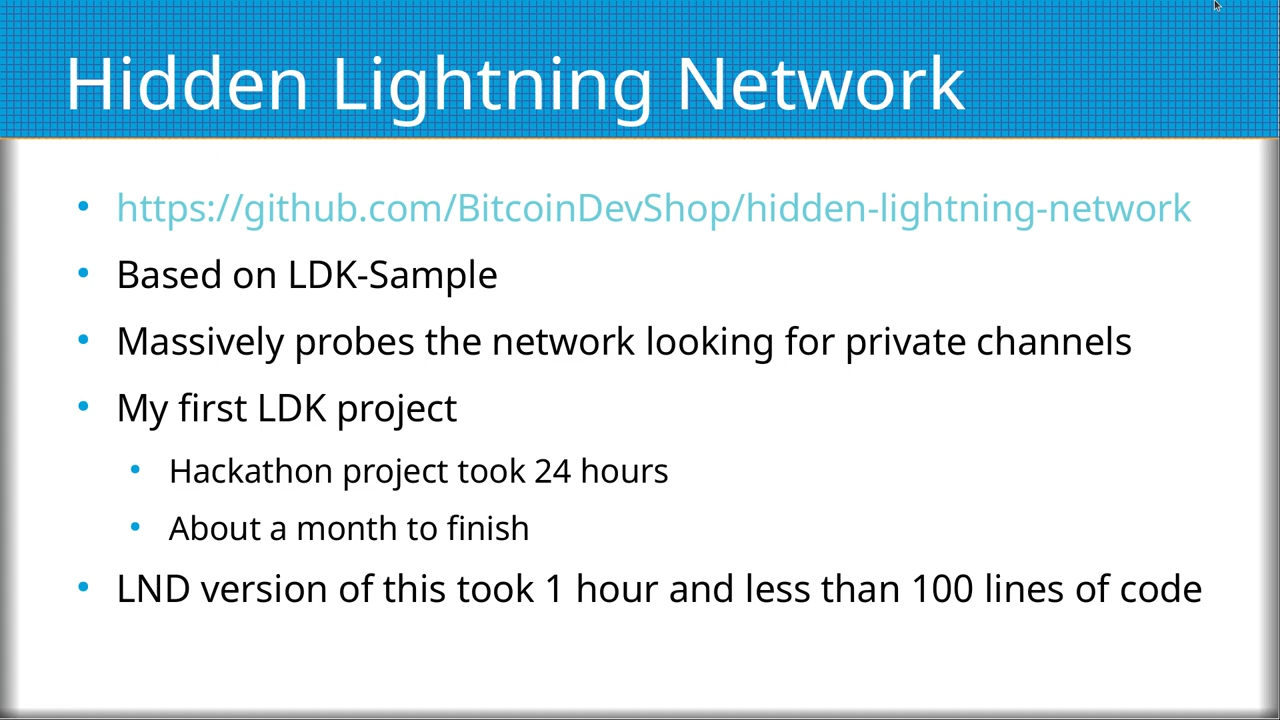 Hidden Lightning Network
https://github.com/BitcoinDevShop/hidden-lightning-network
Based on LDK-Sample
Massively probes the network looking for private channels
My first LDK project
Hackathon project took 24 hours
About a month to finish
LND version of this took 1 hour and less than 100 lines of code